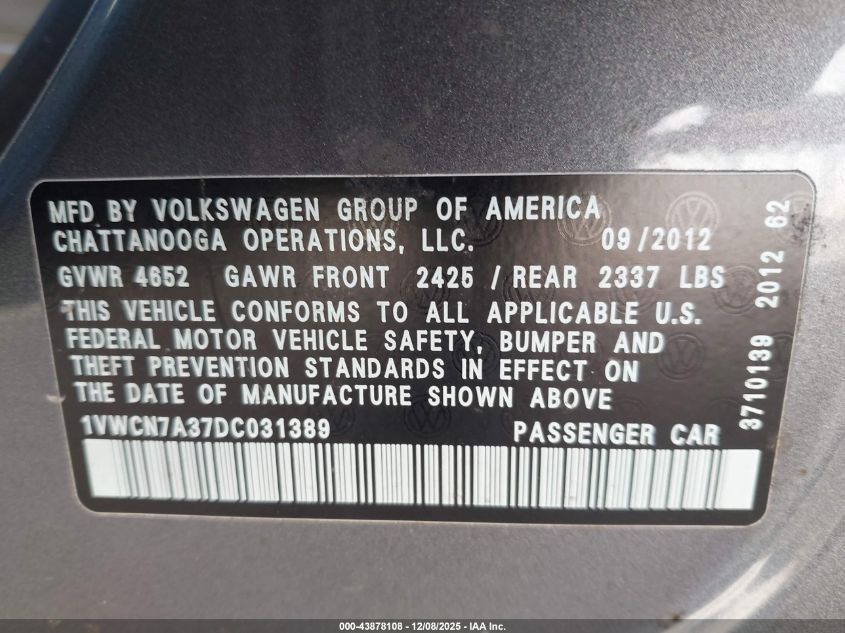 MFD BY VOLKSWAGEN GROUP OF AMERICA
CHATTANOOGA OPERATIONS, LLC. 09/2012
GVWR 4652 GAWR FRONT 2425 / REAR 2337 LBS
THIS VEHICLE CONFORMS TO ALL APPLICABLE U.S.
FEDERAL MOTOR VEHICLE SAFETY, BUMPER AND
THEFT PREVENTION STANDARDS IN EFFECT ON
THE DATE OF MANUFACTURE SHOWN ABOVE
1VWCN7A37DC031389 PASSENGER CAR
3710139 2012 62
000-43878108 - 12/08/2025 - IAA Inc.